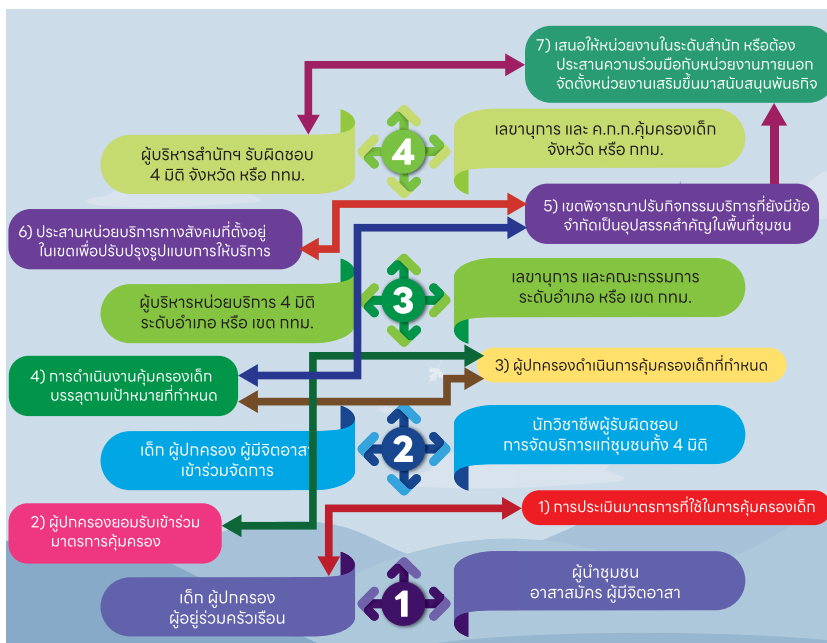 7) เสนอให้หน่วยงานในระดับสำนัก หรือต้อง
ประสานความร่วมมือกับหน่วยงานภายนอก
จัดตั้งหน่วยงานเสริมขึ้นมาสนับสนุนพันธกิจ
ผู้บริหารสำนักฯ รับผิดชอบ
4 มิติ จังหวัด หรือ กทม.
4
เลขานุการ และ ค.ก.ก.คุ้มครองเด็ก
จังหวัด หรือ กทม.
6) ประสานหน่วยบริการทางสังคมที่ตั้งอยู่
ในเขตเพื่อปรับปรุงรูปแบบการให้บริการ
5) เขตพิจารณาปรับกิจกรรมบริการที่ยังมีข้อ
จำกัดเป็นอุปสรรคสำคัญในพื้นที่ชุมชน
ผู้บริหารหน่วยบริการ 4 มิติ
ระดับอำเภอ หรือ เขต กทม.
3
เลขานุการ และคณะกรรมการ
ระดับอำเภอ หรือ เขต กทม.
4) การดำเนินงานคุ้มครองเด็ก
บรรลุตามเป้าหมายที่กำหนด
3) ผู้ปกครองดำเนินการคุ้มครองเด็กที่กำหนด
เด็ก ผู้ปกครอง ผู้มีจิตอาสา
เข้าร่วมจัดการ
2
นักวิชาชีพผู้รับผิดชอบ
การจัดบริการแก่ชุมชนทั้ง 4 มิติ
2) ผู้ปกครองยอมรับเข้าร่วม
มาตรการคุ้มครอง
1) การประเมินมาตรการที่ใช้ในการคุ้มครองเด็ก
เด็ก ผู้ปกครอง
ผู้อยู่ร่วมครัวเรือน
1
ผู้นำชุมชน
อาสาสมัคร ผู้มีจิตอาสา